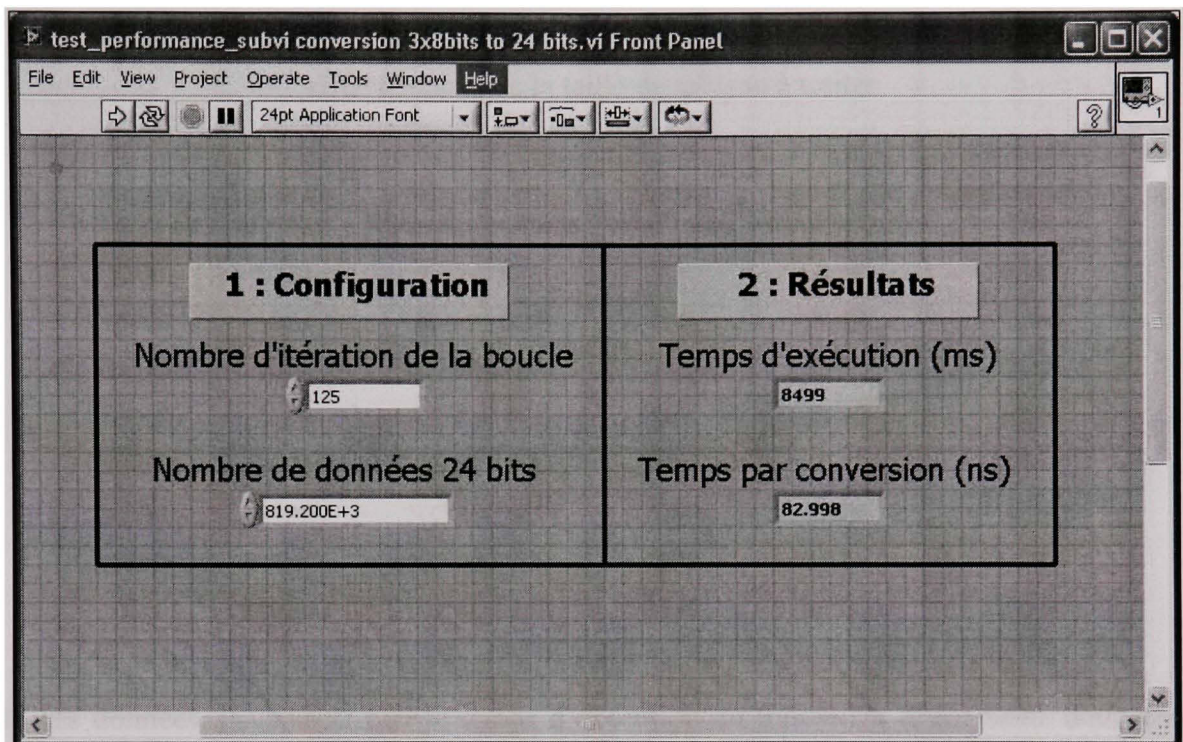 test_performance_subvi conversion 3x8bits to 24 bits.vi Front Panel
File Edit View Project Operate Tools Window Help
24pt Application Font
1
1 : Configuration
2 : Résultats
Nombre d'itération de la boucle
Temps d'exécution (ms)
125
8499
Nombre de données 24 bits
Temps par conversion (ns)
819.200E+3
82.998